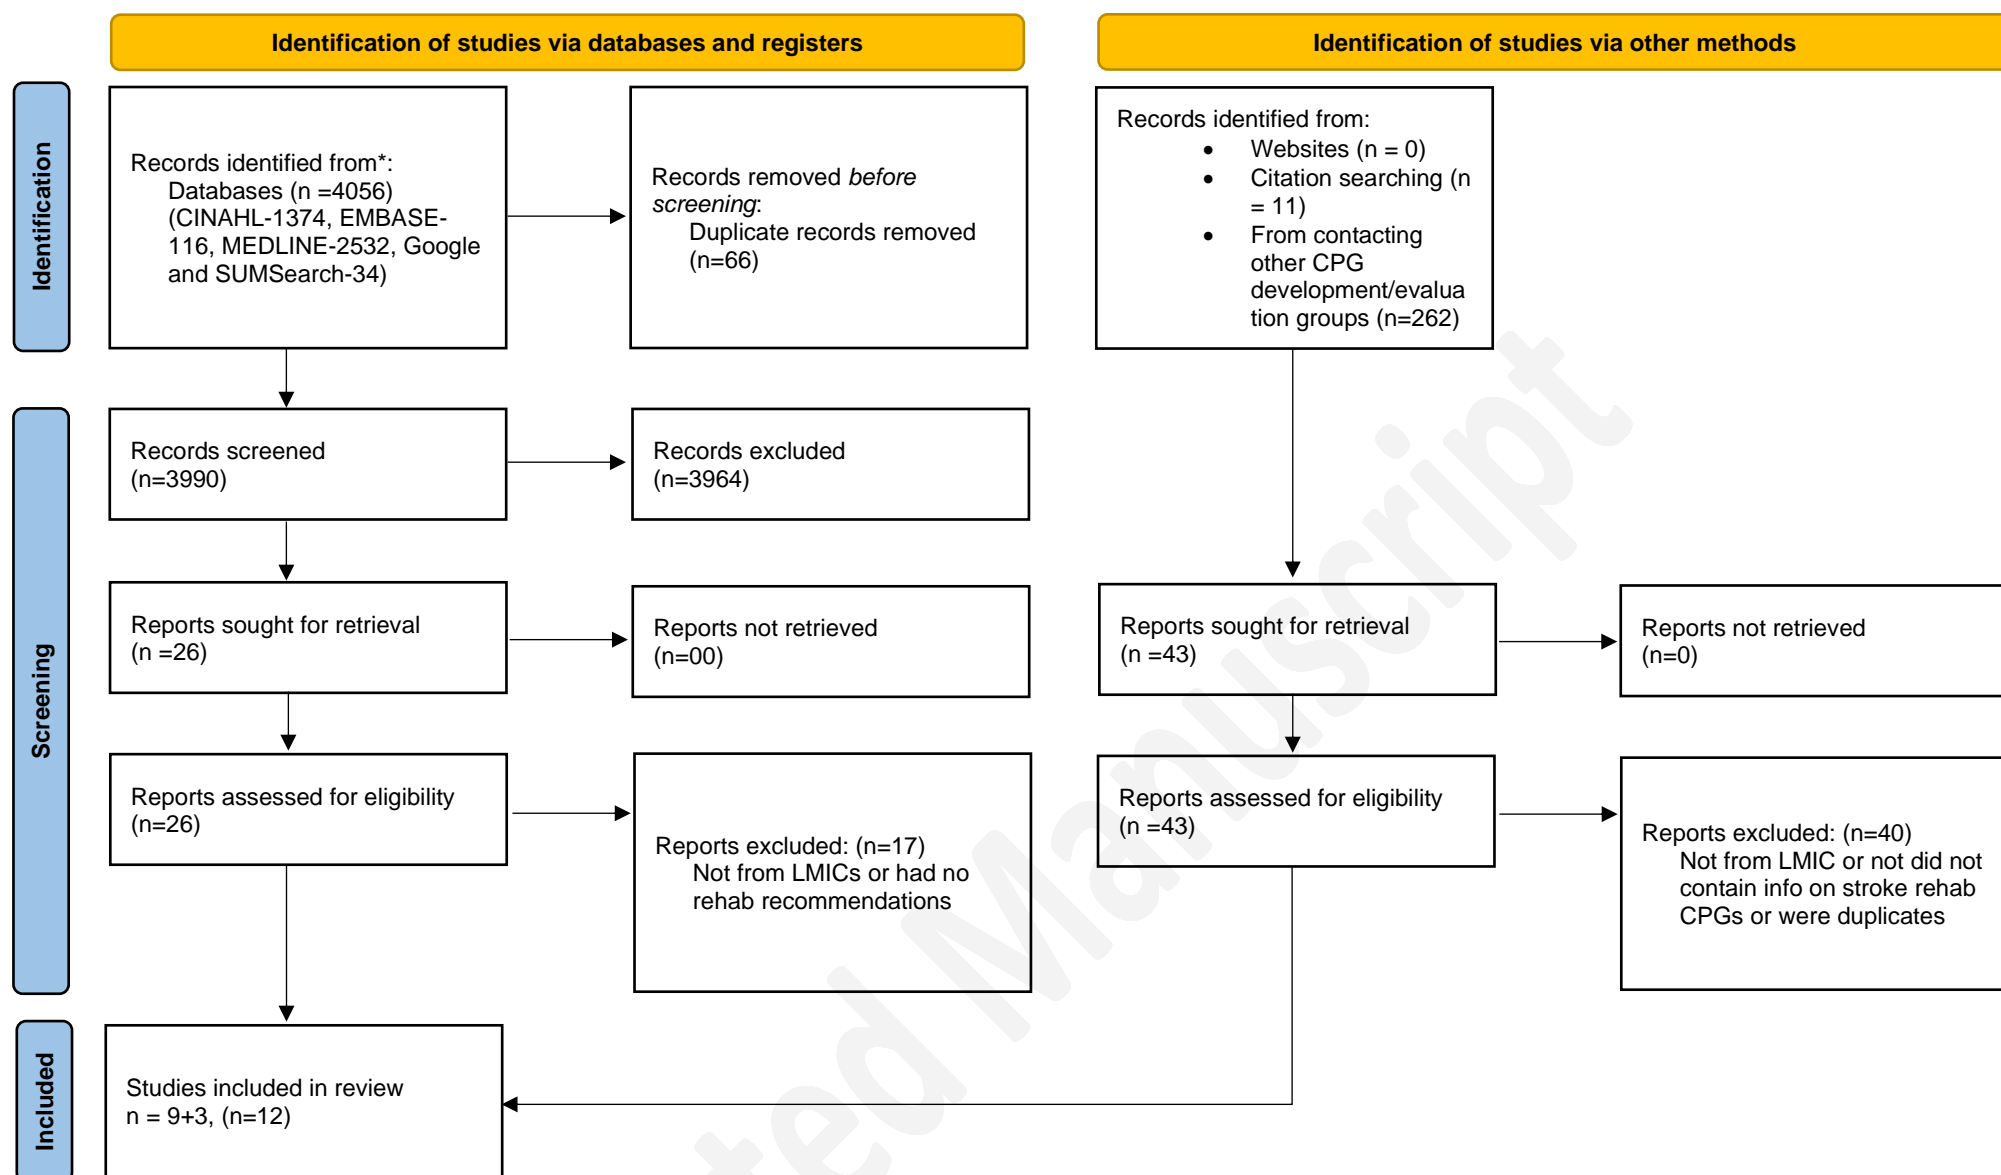 Identification of studies via databases and registers
Identification of studies via other methods
Identification
Records identified from*:
Databases (n =4056)
(CINAHL-1374, EMBASE-
116, MEDLINE-2532, Google
and SUMSearch-34)
Records removed before
screening:
Duplicate records removed
(n=66)
Records identified from:
• Websites (n = 0)
• Citation searching (n
= 11)
• From contacting
other CPG
development/evalua
tion groups (n=262)
Screening
Records screened
(n=3990)
Records excluded
(n=3964)
Reports sought for retrieval
(n =26)
Reports not retrieved
(n=00)
Reports sought for retrieval
(n =43)
Reports not retrieved
(n=0)
Reports assessed for eligibility
(n=26)
Reports excluded: (n=17)
Not from LMICs or had no
rehab recommendations
Reports assessed for eligibility
(n =43)
Reports excluded: (n=40)
Not from LMIC or not did not
contain info on stroke rehab
CPGs or were duplicates
Included
Studies included in review
n = 9+3, (n=12)
ted Manuscript